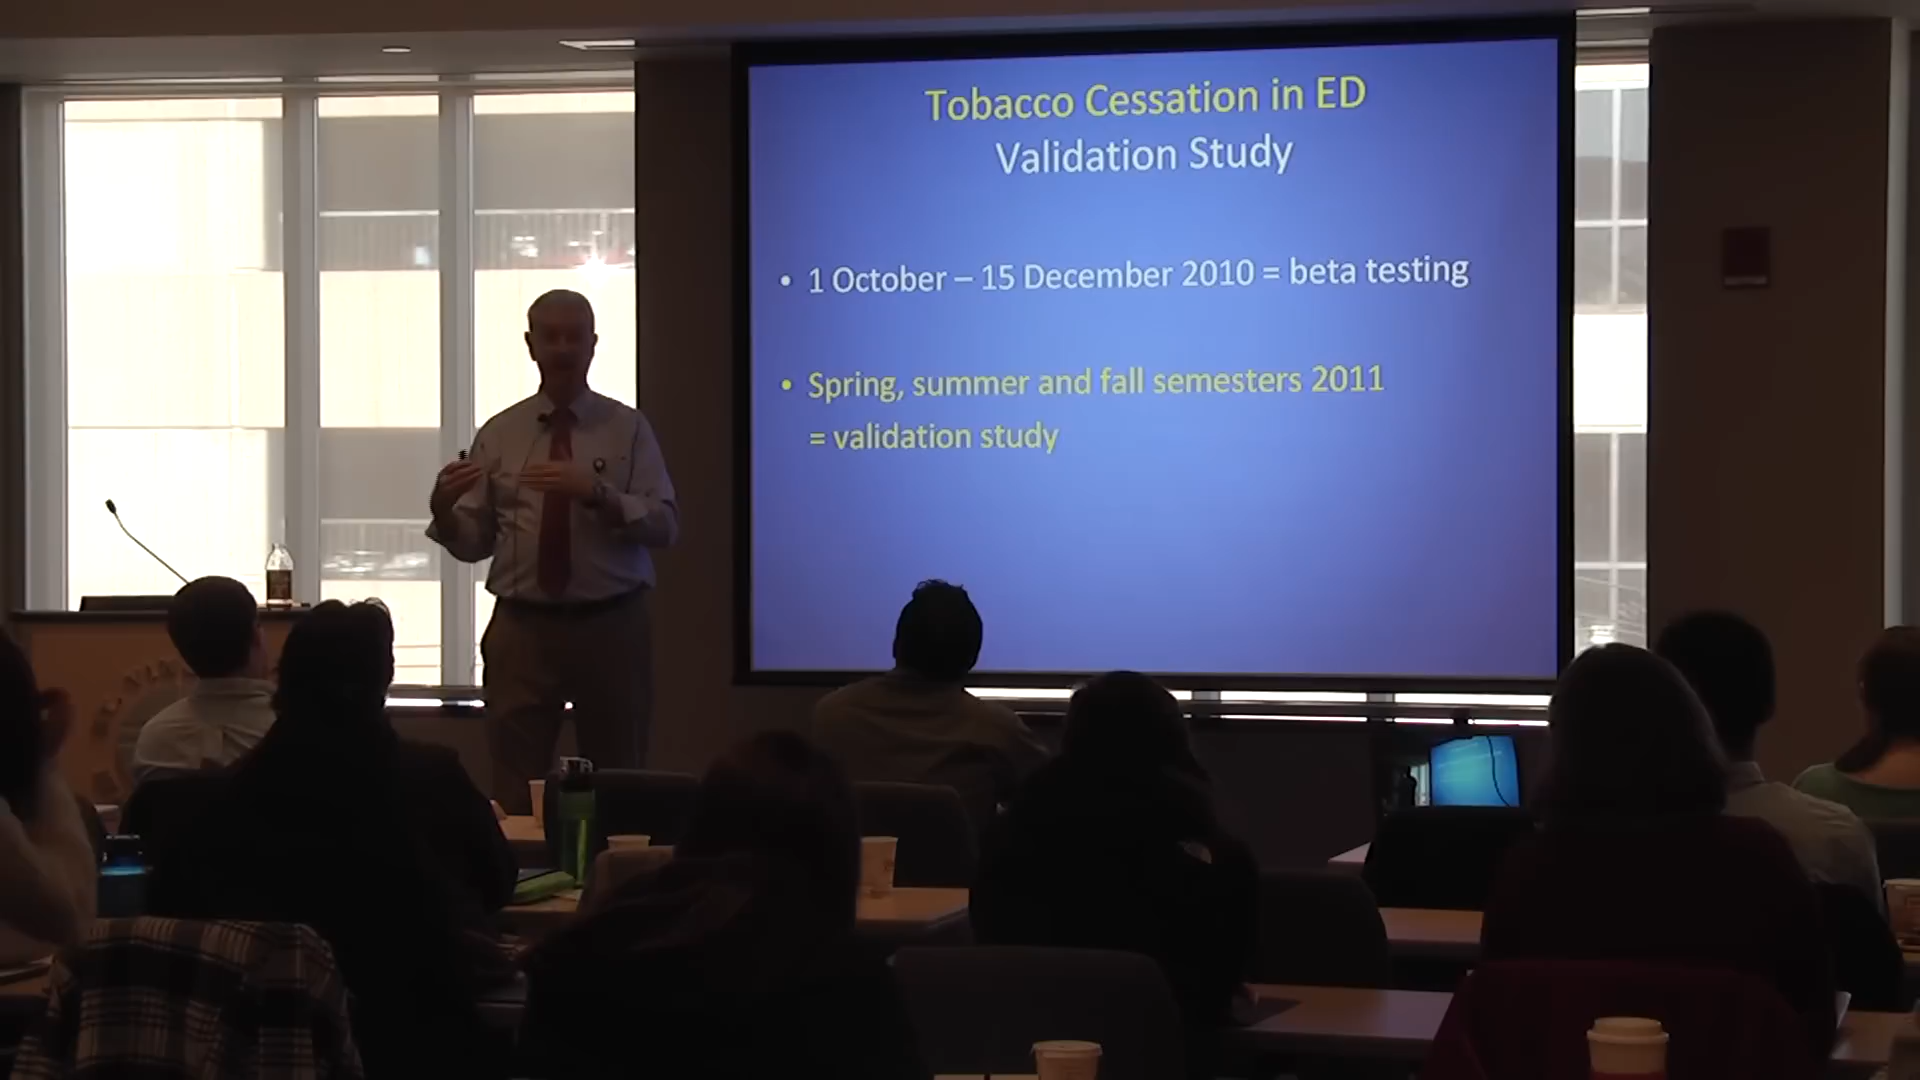 Tobacco Cessation in ED
Validation Study
• 1 October – 15 December 2010 = beta testing
• Spring, summer and fall semesters 2011
= validation study